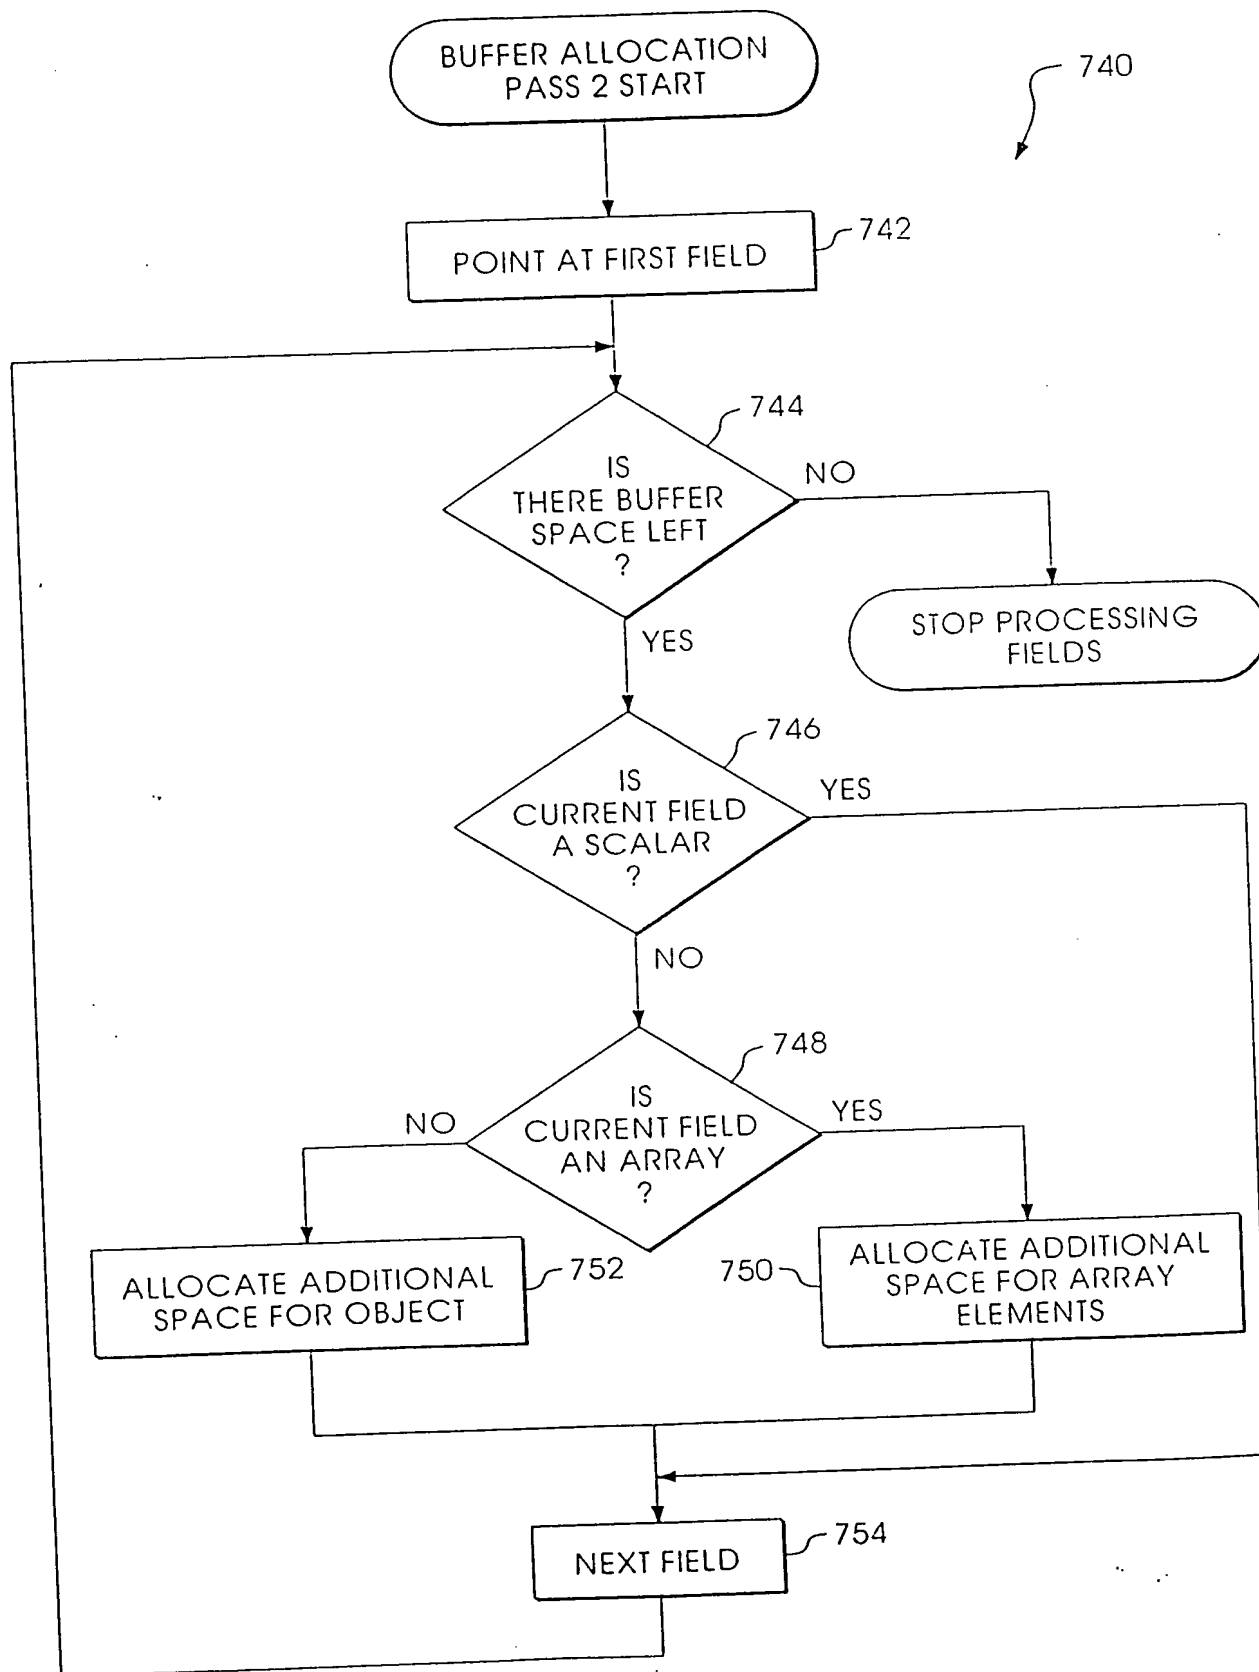 BUFFER ALLOCATION
PASS 2 START
740
POINT AT FIRST FIELD
742
744
IS
THERE BUFFER
SPACE LEFT
?
NO
YES
STOP PROCESSING
FIELDS
746
IS
CURRENT FIELD
A SCALAR
?
YES
NO
748
IS
CURRENT FIELD
AN ARRAY
?
NO
YES
ALLOCATE ADDITIONAL
SPACE FOR OBJECT
752
750
ALLOCATE ADDITIONAL
SPACE FOR ARRAY
ELEMENTS
NEXT FIELD
754